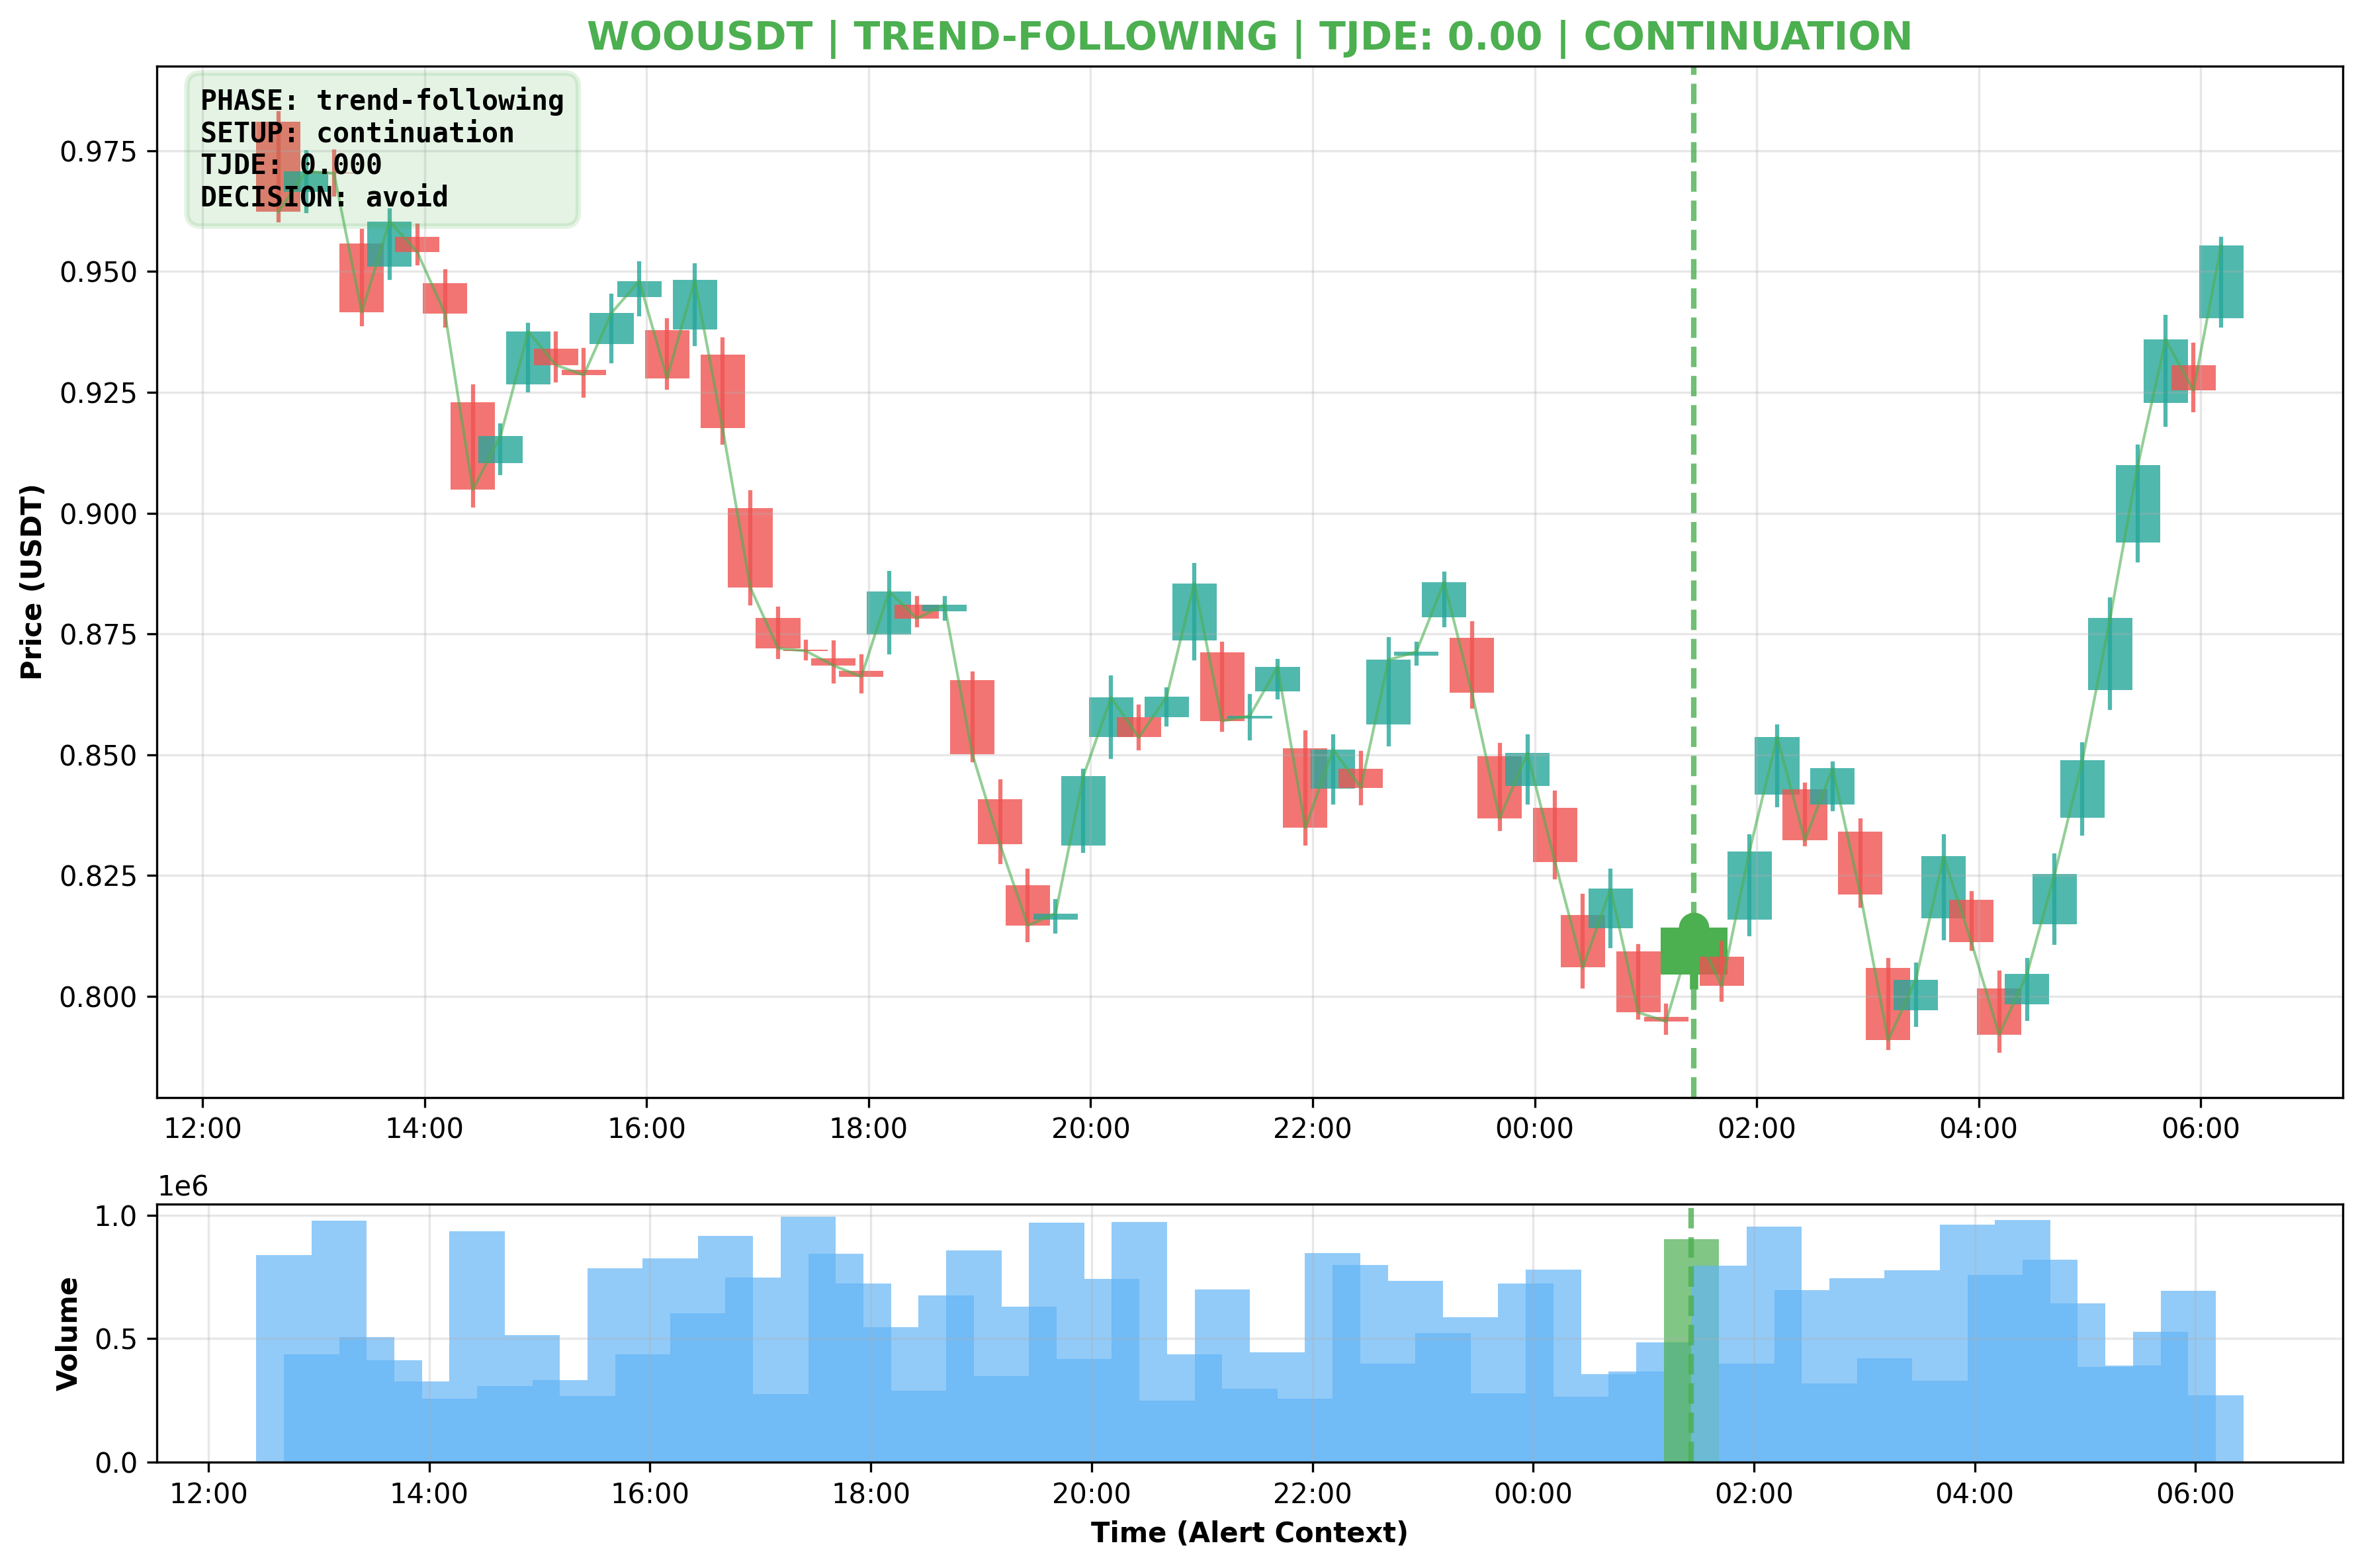 WOOUSDT | TREND-FOLLOWING | TJDE: 0.00 | CONTINUATION
PHASE: trend-following
SETUP: continuation
TJDE: 0.000
DECISION: avoid
Price (USDT)
0.975
0.950
0.925
0.900
0.875
0.850
0.825
0.800
12:00 14:00 16:00 18:00 20:00 22:00 00:00 02:00 04:00 06:00
1e6
Volume
1.0
0.5
0.0
12:00 14:00 16:00 18:00 20:00 22:00 00:00 02:00 04:00 06:00
Time (Alert Context)